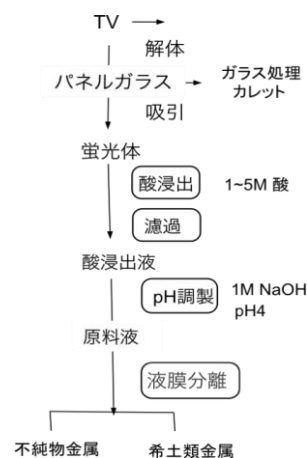 TV
解体
パネルガラス
ガラス処理
カレット
吸引
蛍光体
酸浸出
1~5M 酸
濾過
酸浸出液
pH調製
1M NaOH
pH4
原料液
液膜分離
不純物金属
希土類金属